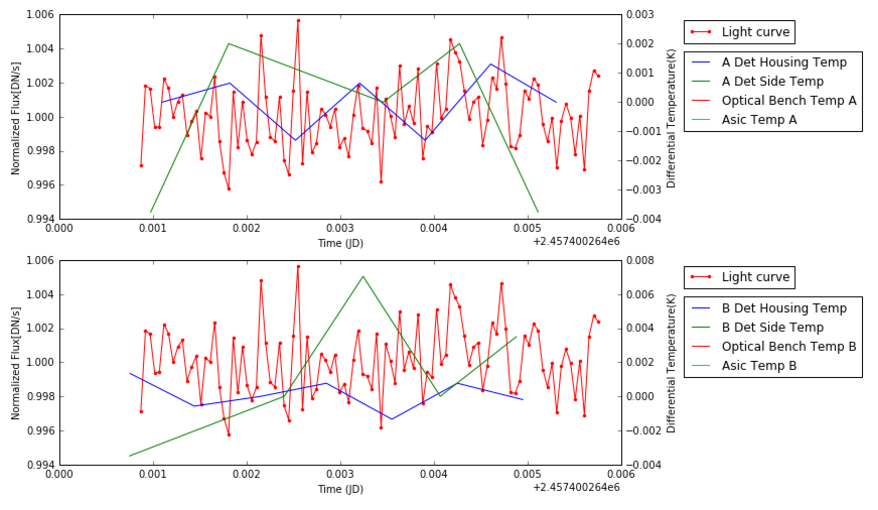 1.006
1.004
1.002
1.000
0.998
0.996
0.994
Normalized Flux[DN/s]
0.003
0.002
0.001
0.000
−0.001
−0.002
−0.003
−0.004
Differential Temperature(K)
0.000 0.001 0.002 0.003 0.004 0.005 0.006
Time (JD)
+2.457400264e6
Light curve
A Det Housing Temp
A Det Side Temp
Optical Bench Temp A
Asic Temp A
1.006
1.004
1.002
1.000
0.998
0.996
0.994
Normalized Flux[DN/s]
0.008
0.006
0.004
0.002
0.000
−0.002
−0.004
Differential Temperature(K)
0.000 0.001 0.002 0.003 0.004 0.005 0.006
Time (JD)
+2.457400264e6
Light curve
B Det Housing Temp
B Det Side Temp
Optical Bench Temp B
Asic Temp B